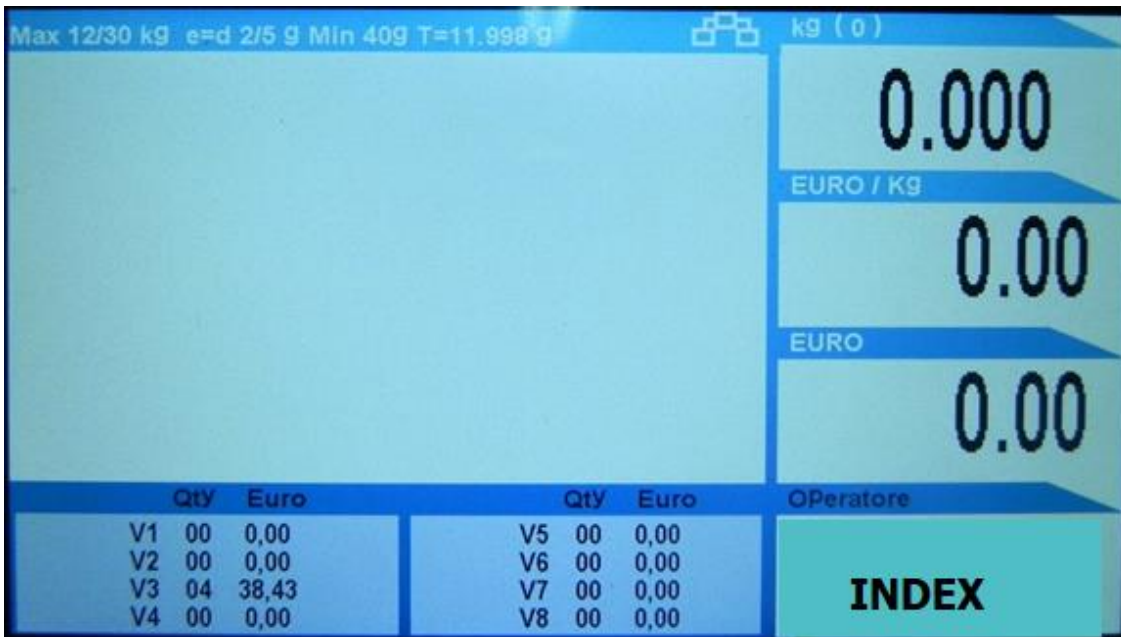 Max 12/30 kg e=d 2/5 g Min 40g T=11.998 g
kg ( 0 )
0.000
EURO / Kg
0.00
EURO
0.00
Qty Euro
V1 00 0,00
V2 00 0,00
V3 04 38,43
V4 00 0,00
Qty Euro
V5 00 0,00
V6 00 0,00
V7 00 0,00
V8 00 0,00
OPeratore
INDEX